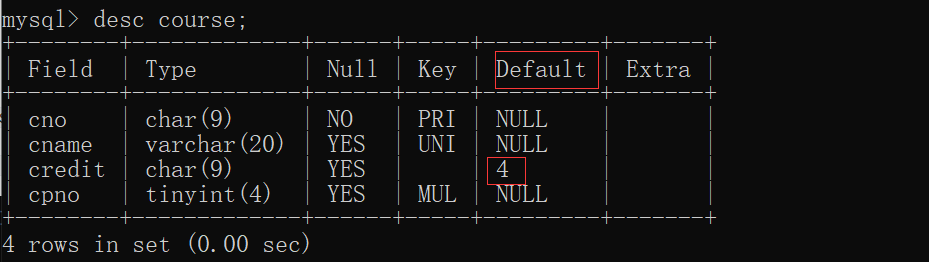 mysql> desc course;
+--------+-------------+------+-----+---------+-------+
| Field  | Type        | Null | Key | Default | Extra |
+--------+-------------+------+-----+---------+-------+
| cno    | char(9)     | NO   | PRI | NULL    |       |
| cname  | varchar(20) | YES  | UNI | NULL    |       |
| credit | char(9)     | YES  |     | 4       |       |
| cpno   | tinyint(4)  | YES  | MUL | NULL    |       |
+--------+-------------+------+-----+---------+-------+
4 rows in set (0.00 sec)